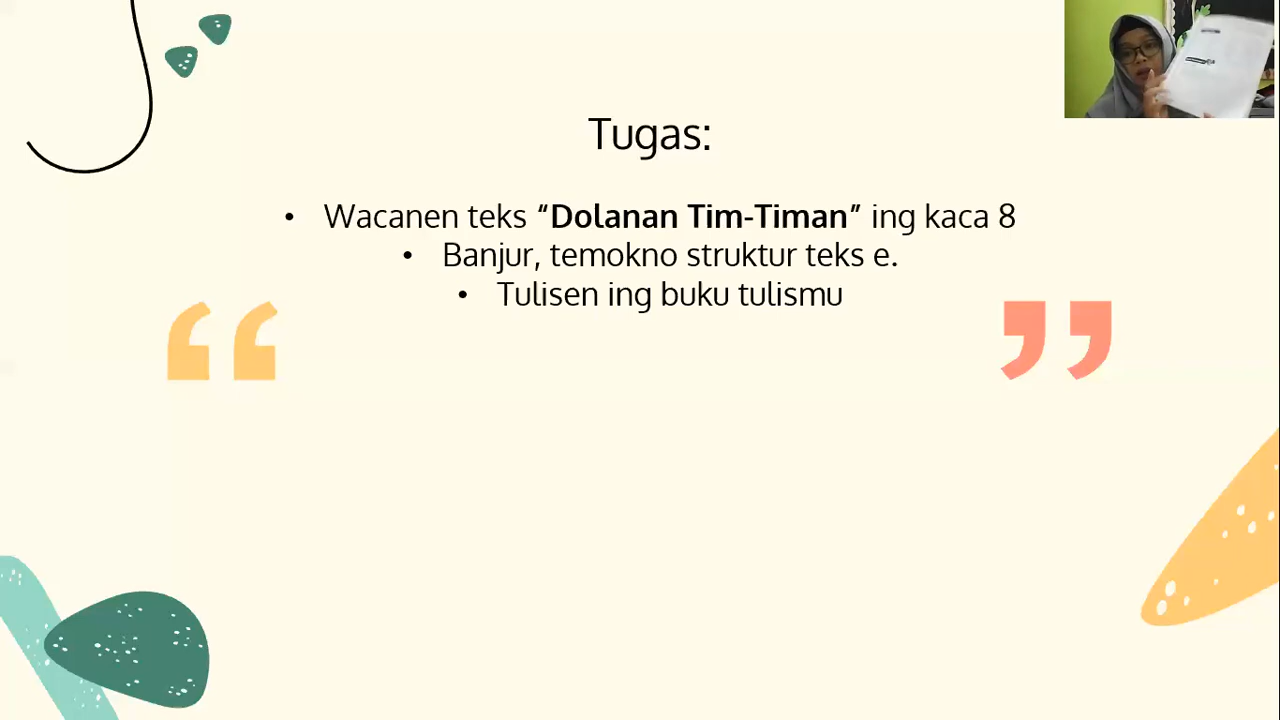 Tugas:
• Wacanen teks “Dolanan Tim-Timan” ing kaca 8
• Banjur, temokno struktur teks e.
• Tulisen ing buku tulismu